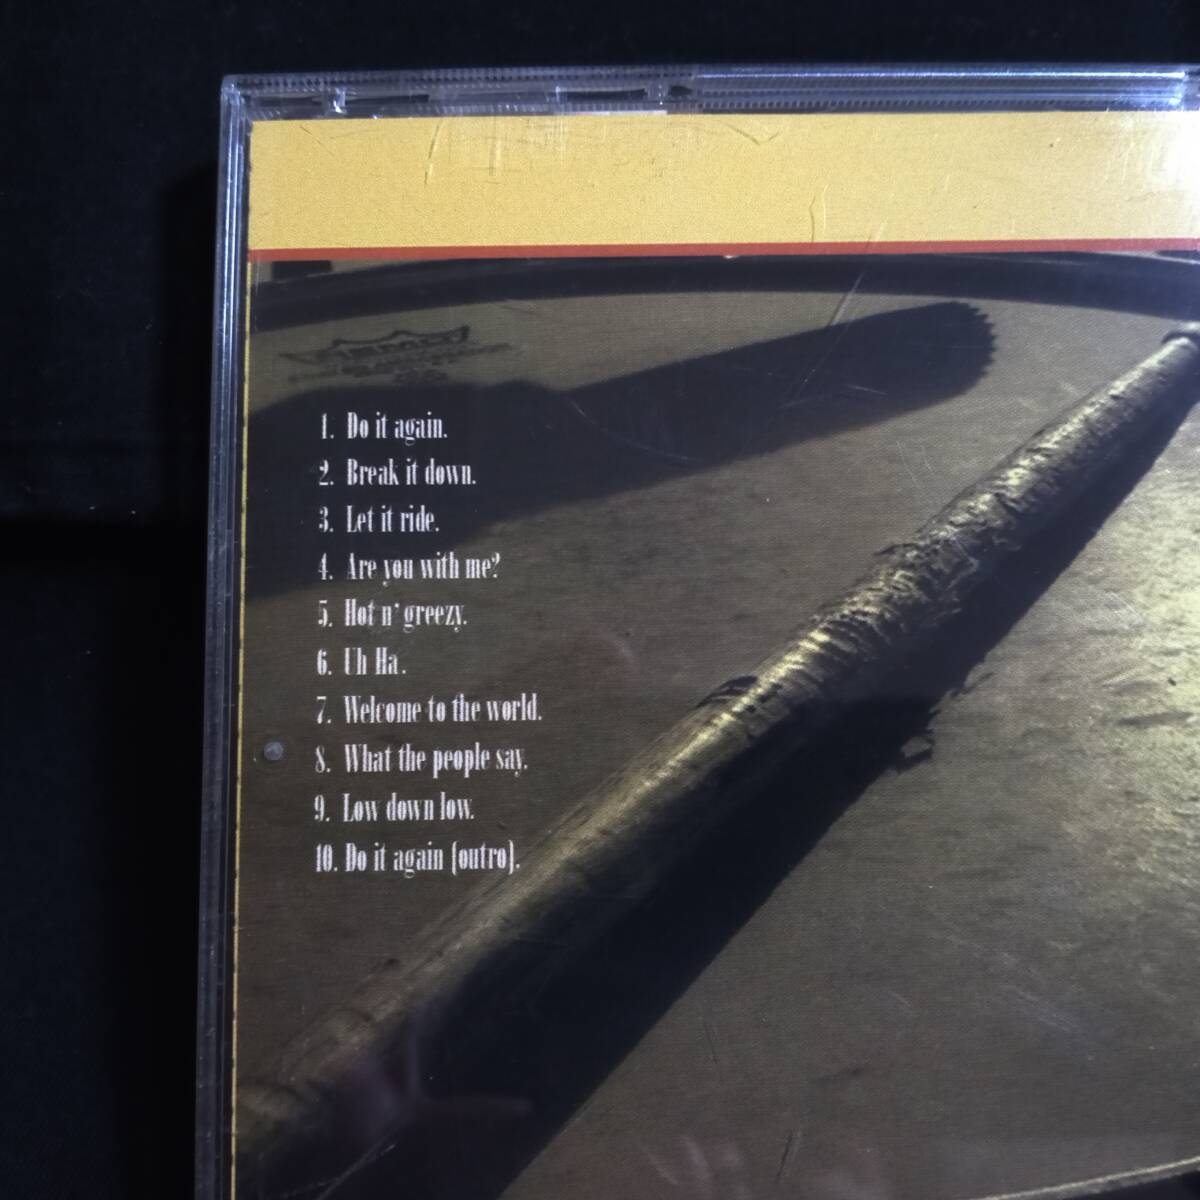 1. Do it again.
2. Break it down.
3. Let it ride.
4. Are you with me?
5. Hot n' greezy.
6. Uh Ha.
7. Welcome to the world.
8. What the people say.
9. Low down low.
10. Do it again (outro).